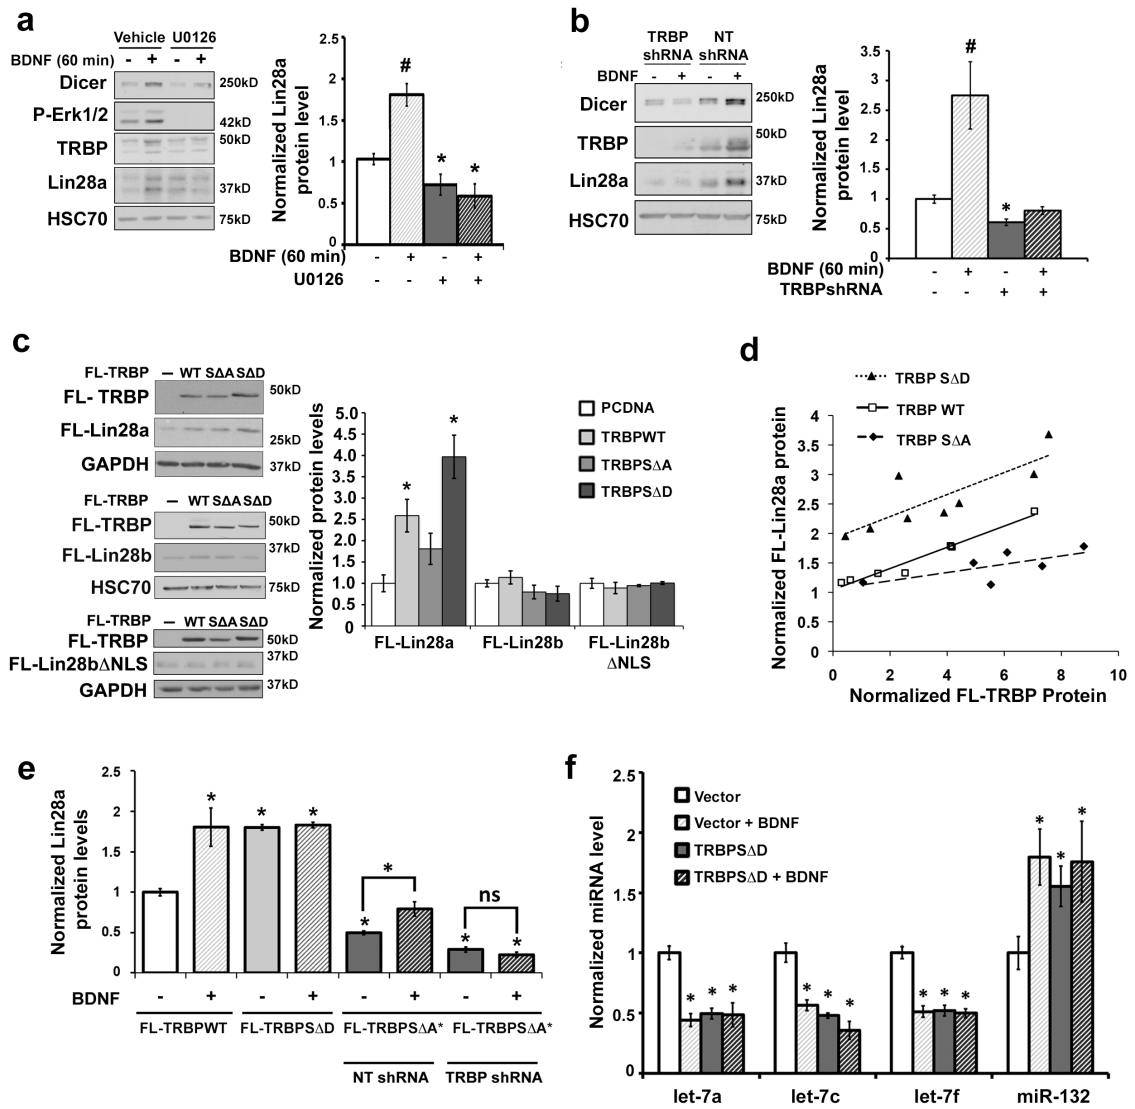 a
Vehicle U0126
BDNF (60 min) - + - +
Dicer 250kD
P-Erk1/2 42kD
TRBP 50kD
Lin28a 37kD
HSC70 75kD
Normalized Lin28a
protein level
2.5
2
1.5
1
0.5
0
#
*
*
BDNF (60 min) - + - +
U0126 - - + +
b
TRBP NT
shRNA shRNA
BDNF - + - +
Dicer 250kD
TRBP 50kD
Lin28a 37kD
HSC70 75kD
Normalized Lin28a
protein level
3.5
3
2.5
2
1.5
1
0.5
0
#
*
BDNF (60 min) - + - +
TRBPshRNA - - + +
c
FL-TRBP – WT SΔA SΔD
FL- TRBP 50kD
FL-Lin28a 25kD
GAPDH 37kD
FL-TRBP – WT SΔA SΔD
FL-TRBP 50kD
FL-Lin28b 37kD
HSC70 75kD
FL-TRBP – WT SΔA SΔD
FL-TRBP 50kD
FL-Lin28bΔNLS 37kD
GAPDH 37kD
Normalized protein levels
5.0
4.5
4.0
3.5
3.0
2.5
2.0
1.5
1.0
0.5
0
*
*
PCDNA
TRBPWT
TRBPSΔA
TRBPSΔD
FL-Lin28a FL-Lin28b FL-Lin28b
ΔNLS
d
TRBP SΔD
TRBP WT
TRBP SΔA
Normalized FL-Lin28a protein
4
3.5
3
2.5
2
1.5
1
0.5
0
0 2 4 6 8 10
Normalized FL-TRBP Protein
e
Normalized Lin28a
protein levels
2.5
2
1.5
1
0.5
0
* * *
* * *
ns
* *
BDNF - + - + - + - +
FL-TRBPWT FL-TRBPSΔD FL-TRBPSΔA* FL-TRBPSΔA*
NT shRNA TRBP shRNA
f
Normalized miRNA level
2.5
2
1.5
1
0.5
0
Vector
Vector + BDNF
TRBPSΔD
TRBPSΔD + BDNF
* * *
* * *
* * *
* * *
let-7a let-7c let-7f miR-132